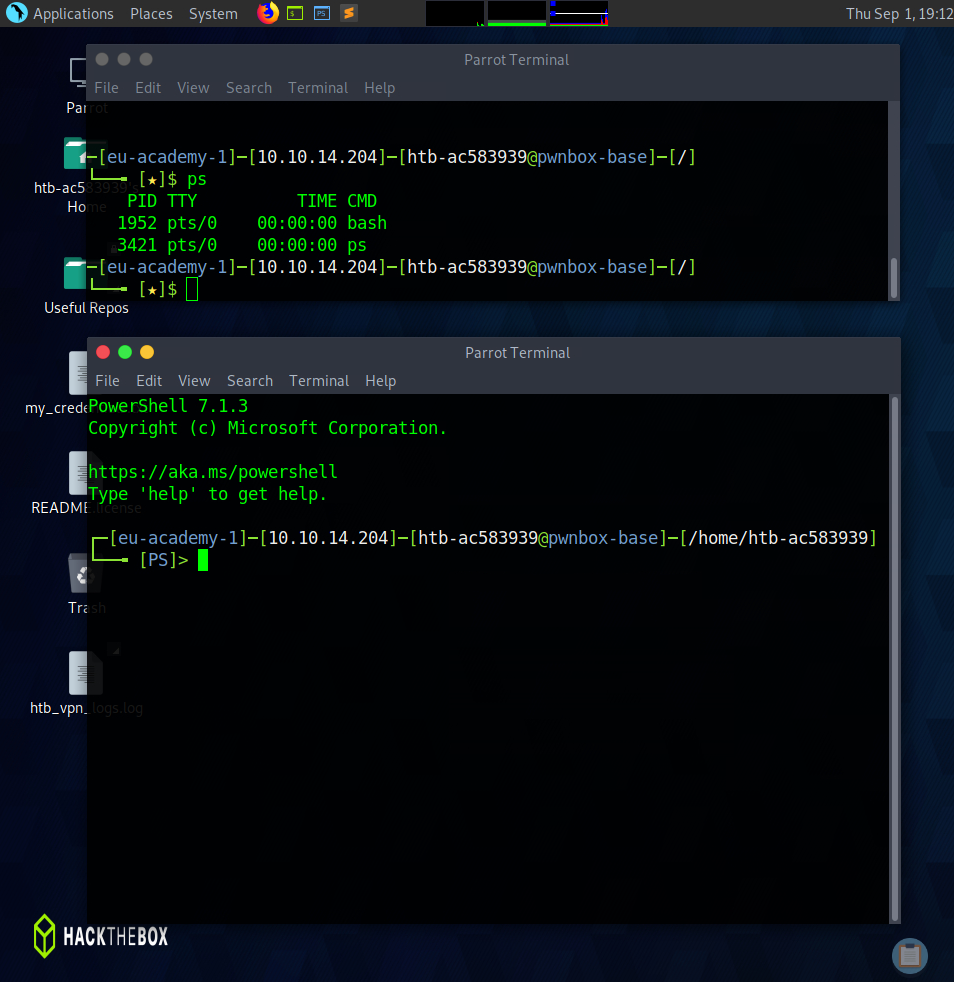 Applications Places System Thu Sep 1, 19:12
Parrot Terminal
File Edit View Search Terminal Help
Parrot
─[eu-academy-1]─[10.10.14.204]─[htb-ac583939@pwnbox-base]─[/]
└──╼ [★]$ ps
PID TTY TIME CMD
1952 pts/0 00:00:00 bash
3421 pts/0 00:00:00 ps
─[eu-academy-1]─[10.10.14.204]─[htb-ac583939@pwnbox-base]─[/]
└──╼ [★]$
htb-ac583939's
Home
Useful Repos
Parrot Terminal
File Edit View Search Terminal Help
PowerShell 7.1.3
Copyright (c) Microsoft Corporation.
https://aka.ms/powershell
Type 'help' to get help.
┌─[eu-academy-1]─[10.10.14.204]─[htb-ac583939@pwnbox-base]─[/home/htb-ac583939]
└──╼ [PS]>
my_crede
README.license
Trash
htb_vpn_logs.log
HACKTHEBOX